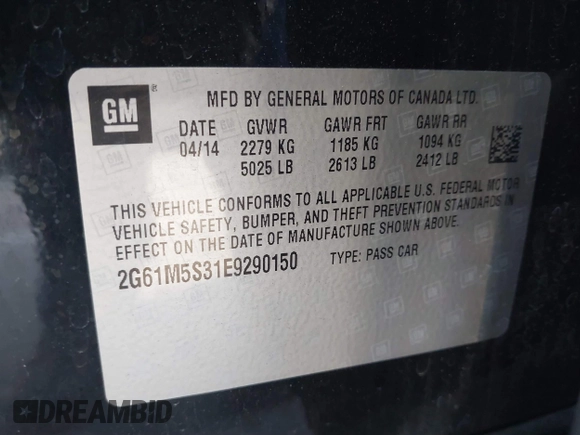 GM ®
MFD BY GENERAL MOTORS OF CANADA LTD.
DATE GVWR GAWR FRT GAWR RR
04/14 2279 KG 1185 KG 1094 KG
5025 LB 2613 LB 2412 LB
THIS VEHICLE CONFORMS TO ALL APPLICABLE U.S. FEDERAL MOTOR
VEHICLE SAFETY, BUMPER, AND THEFT PREVENTION STANDARDS IN
EFFECT ON THE DATE OF MANUFACTURE SHOWN ABOVE.
2G61M5S31E9290150 TYPE: PASS CAR
DREAMBID